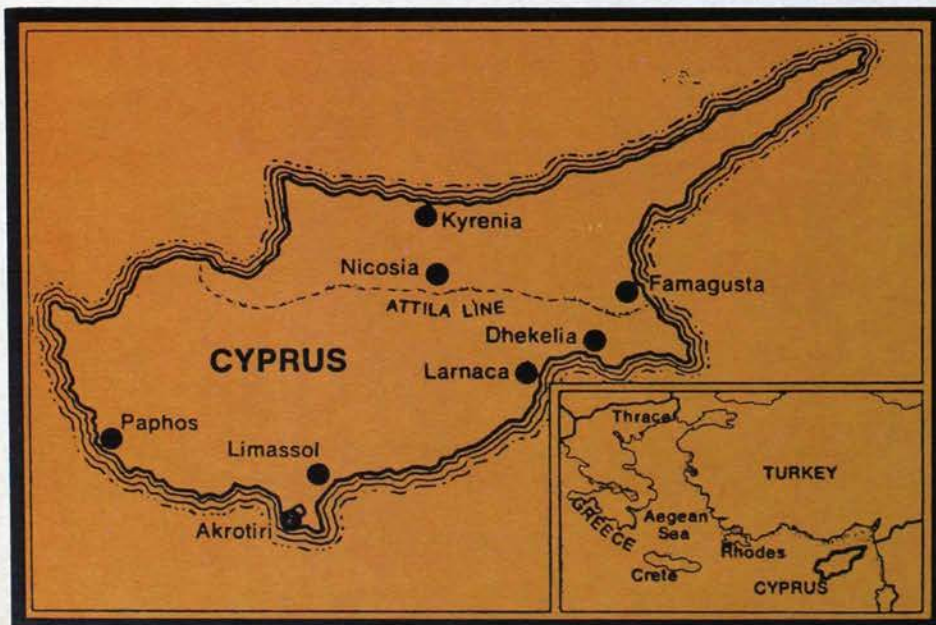 Kyrenia
Nicosia
Famagusta
ATTILA LINE
Dhekelia
CYPRUS
Larnaca
Paphos
Limassol
Akrotiri
Thrace
TURKEY
GREECE
Aegean
Sea
Rhodes
Crete
CYPRUS